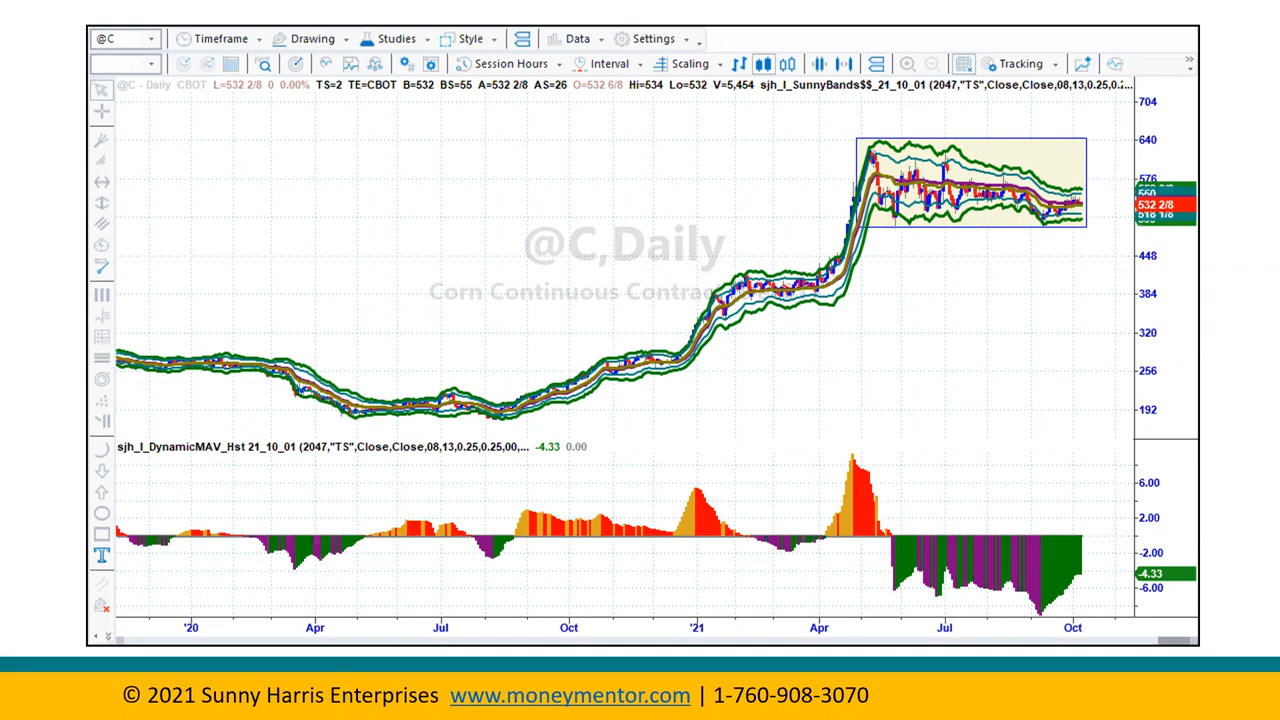 @C Timeframe Drawing Studies Style Data Settings
Session Hours Interval Scaling Tracking
@C - Daily CBOT L=532 2/8 0 0.00% TS=2 TE=CBOT B=532 BS=55 A=532 2/8 AS=26 O=532 6/8 Hi=534 Lo=532 V=5,454 sjh_I_SunnyBands$$_21_10_01 (2047,"TS",Close,Close,08,13,0.25,0.2...
704
640
576
560
532 2/8
518 1/8
@C,Daily
448
Corn Continuous Contra
384
320
256
192
sjh_I_DynamicMAV_Hst 21_10_01 (2047,"TS",Close,Close,08,13,0.25,0.25,00,... -4.33 0.00
6.00
2.00
-2.00
-4.33
-6.00
'20 Apr Jul Oct '21 Apr Jul Oct
© 2021 Sunny Harris Enterprises www.moneymentor.com | 1-760-908-3070